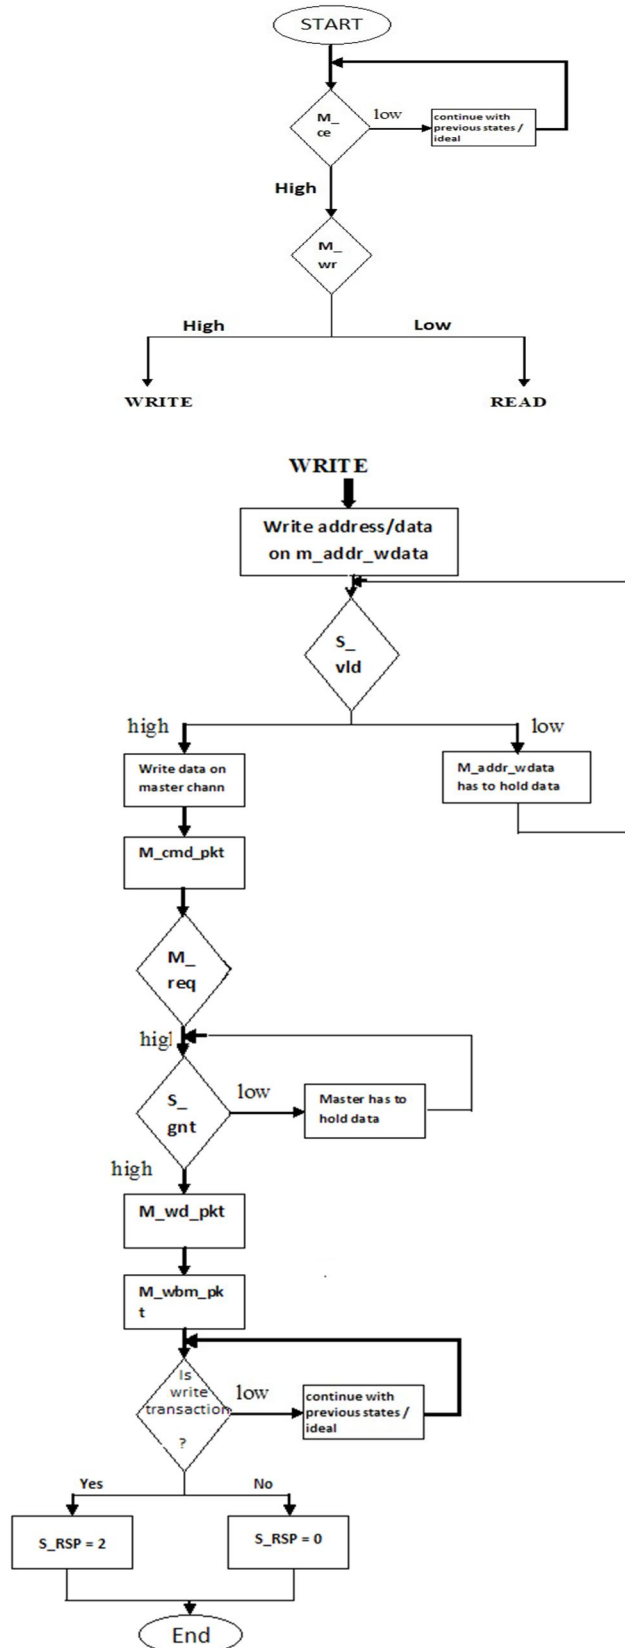 START
M_
ce
low
continue with
previous states /
ideal
High
M_
wr
High
Low
WRITE
READ
WRITE
Write address/data
on m_addr_wdata
S_
vld
high
low
Write data on
master chann
M_addr_wdata
has to hold data
M_cmd_pkt
M_
req
high
S_
gnt
low
Master has to
hold data
high
M_wd_pkt
M_wbm_pk
t
Is
write
transaction
?
low
continue with
previous states /
ideal
Yes
No
S_RSP = 2
S_RSP = 0
End